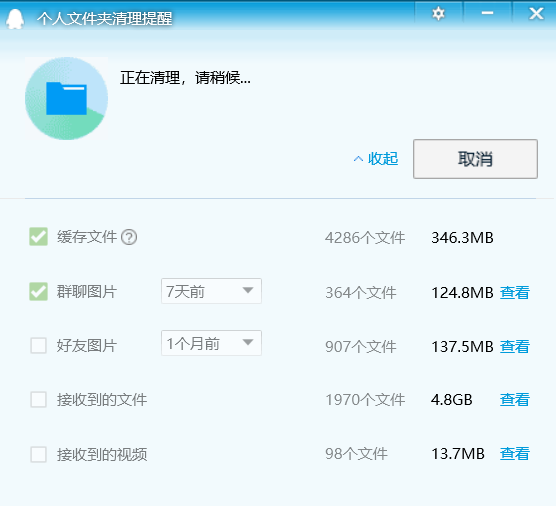 个人文件夹清理提醒
正在清理，请稍候...
收起 取消
缓存文件 4286个文件 346.3MB
群聊图片 7天前 364个文件 124.8MB 查看
好友图片 1个月前 907个文件 137.5MB 查看
接收到的文件 1970个文件 4.8GB 查看
接收到的视频 98个文件 13.7MB 查看